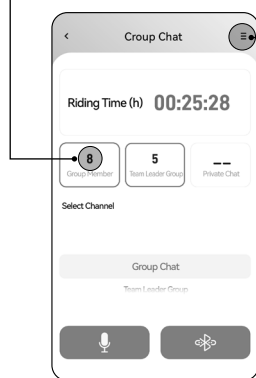 Croup Chat
Riding Time (h) 00:25:28
8 5 __
Group Member Team Leader Group Private Chat
Select Channel
Group Chat
Team Leader Group